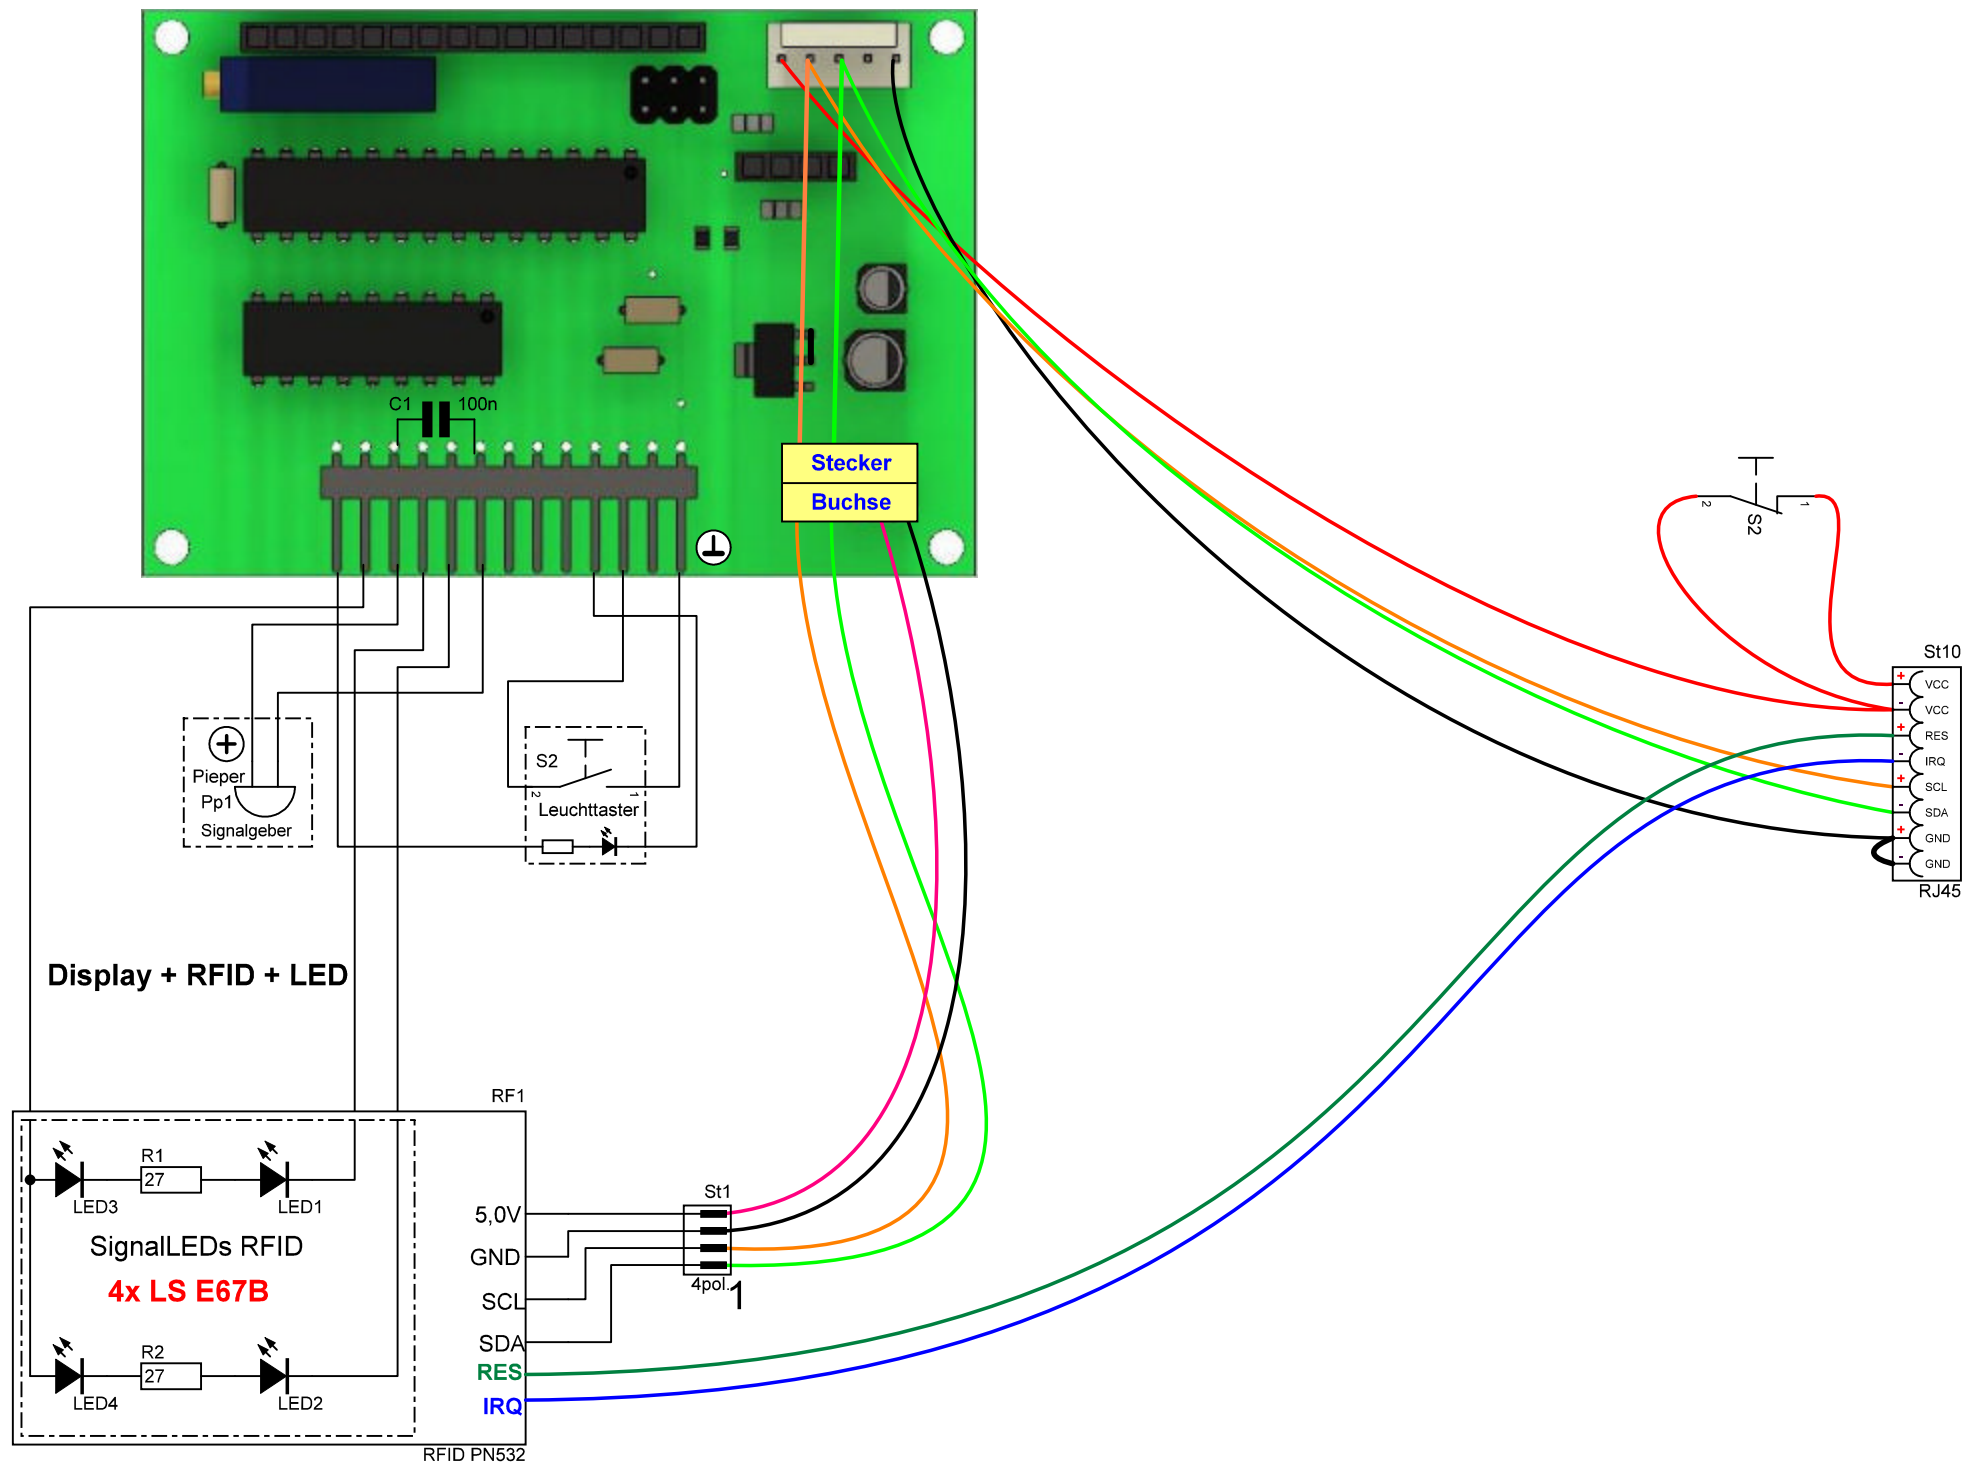 C1 100n
Stecker
Buchse
2 S2 1
St10
+ VCC
- VCC
+ RES
- IRQ
+ SCL
- SDA
+ GND
- GND
RJ45
Pieper
Pp1
Signalgeber
S2
2 1
Leuchttaster
Display + RFID + LED
RF1
R1
27
LED3 LED1
SignalLEDs RFID
4x LS E67B
R2
27
LED4 LED2
5,0V
GND
SCL
SDA
RES
IRQ
RFID PN532
St1
4pol.
1